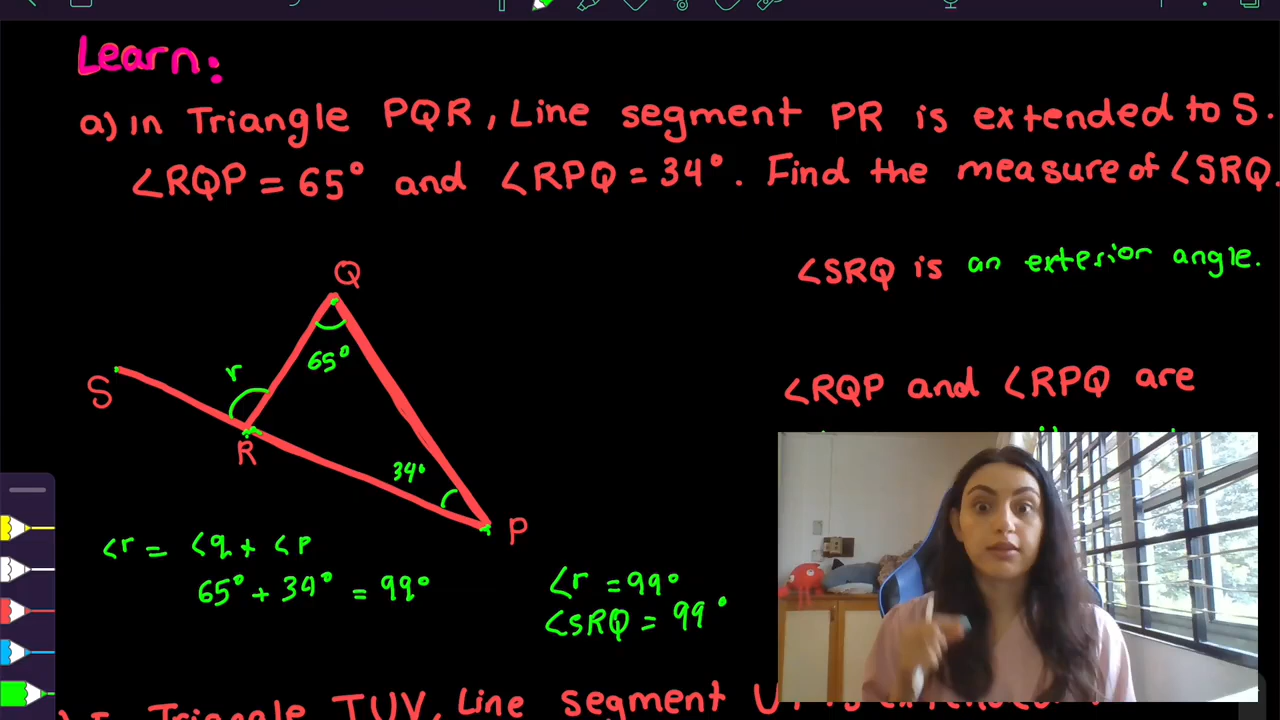 Learn:
a) in Triangle PQR, Line segment PR is extended to S.
∠RQP = 65° and ∠RPQ = 34°. Find the measure of ∠SRQ.
∠SRQ is an exterior angle.
Q
65°
r
S
R
34°
P
∠RQP and ∠RPQ are
∠r = ∠q + ∠p
65° + 34° = 99°
∠r = 99°
∠SRQ = 99°
Triangle TUV, Line segment